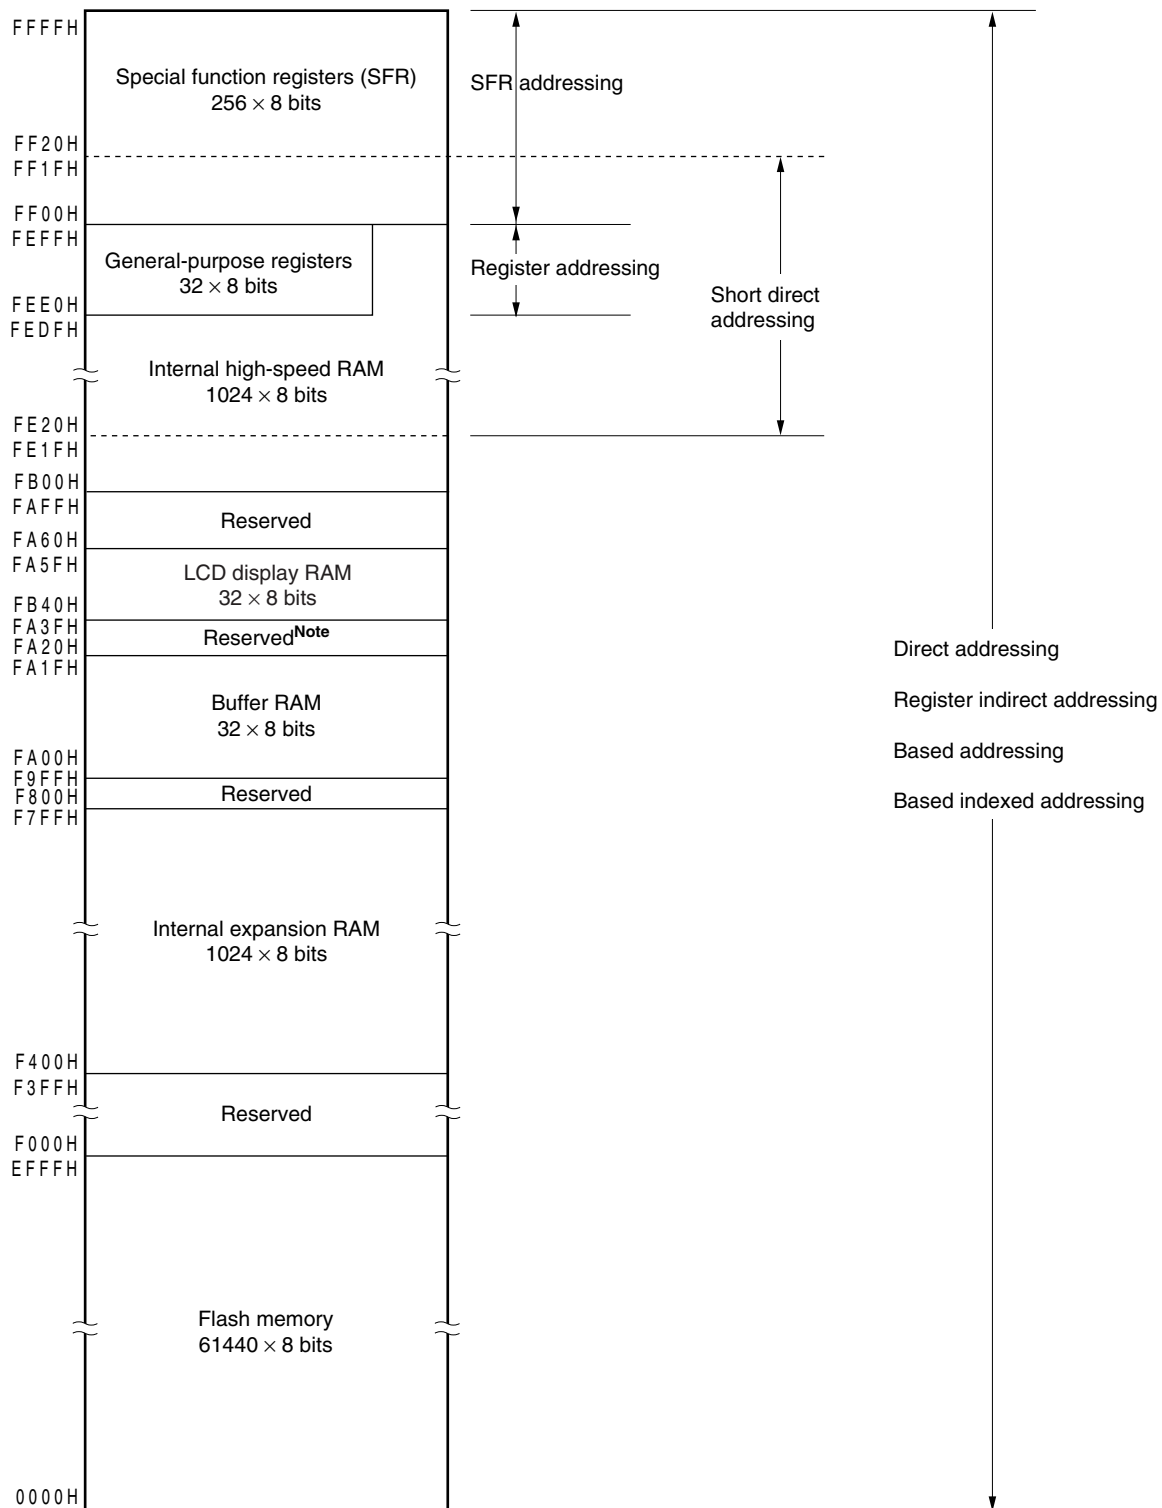 FFFFH
Special function registers (SFR)
256 × 8 bits
SFR addressing
FF20H
FF1FH
FF00H
FEFFH
General-purpose registers
32 × 8 bits
Register addressing
FEE0H
FEDFH
Short direct
addressing
Internal high-speed RAM
1024 × 8 bits
FE20H
FE1FH
FB00H
FAFFH
Reserved
FA60H
FA5FH
LCD display RAM
32 × 8 bits
FB40H
FA3FH
ReservedNote
FA20H
FA1FH
Direct addressing
Register indirect addressing
Based addressing
Based indexed addressing
Buffer RAM
32 × 8 bits
FA00H
F9FFH
Reserved
F800H
F7FFH
Internal expansion RAM
1024 × 8 bits
F400H
F3FFH
Reserved
F000H
EFFFH
Flash memory
61440 × 8 bits
0000H